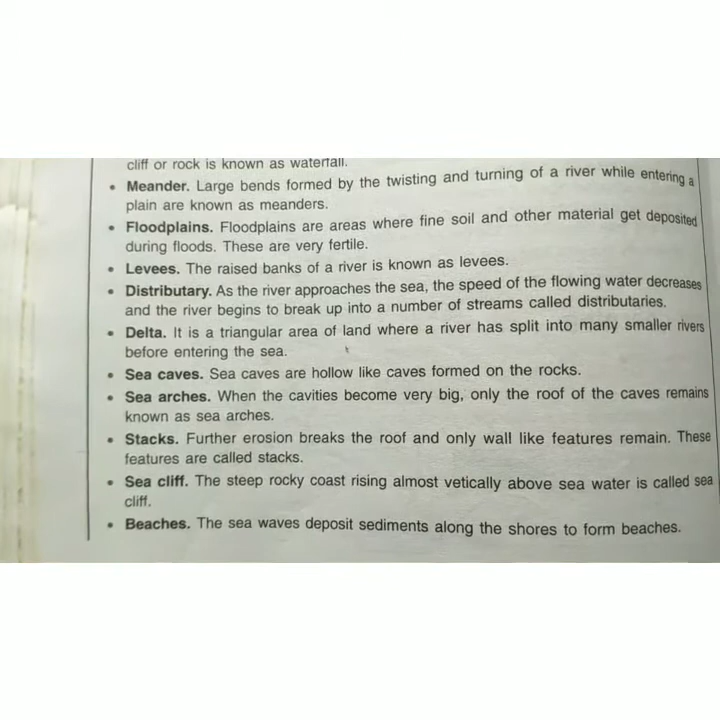 cliff or rock is known as waterfall.
• Meander. Large bends formed by the twisting and turning of a river while entering a
plain are known as meanders.
• Floodplains. Floodplains are areas where fine soil and other material get deposited
during floods. These are very fertile.
• Levees. The raised banks of a river is known as levees.
• Distributary. As the river approaches the sea, the speed of the flowing water decreases
and the river begins to break up into a number of streams called distributaries.
• Delta. It is a triangular area of land where a river has split into many smaller rivers
before entering the sea.
• Sea caves. Sea caves are hollow like caves formed on the rocks.
• Sea arches. When the cavities become very big, only the roof of the caves remains
known as sea arches.
• Stacks. Further erosion breaks the roof and only wall like features remain. These
features are called stacks.
• Sea cliff. The steep rocky coast rising almost vetically above sea water is called sea
cliff.
• Beaches. The sea waves deposit sediments along the shores to form beaches.